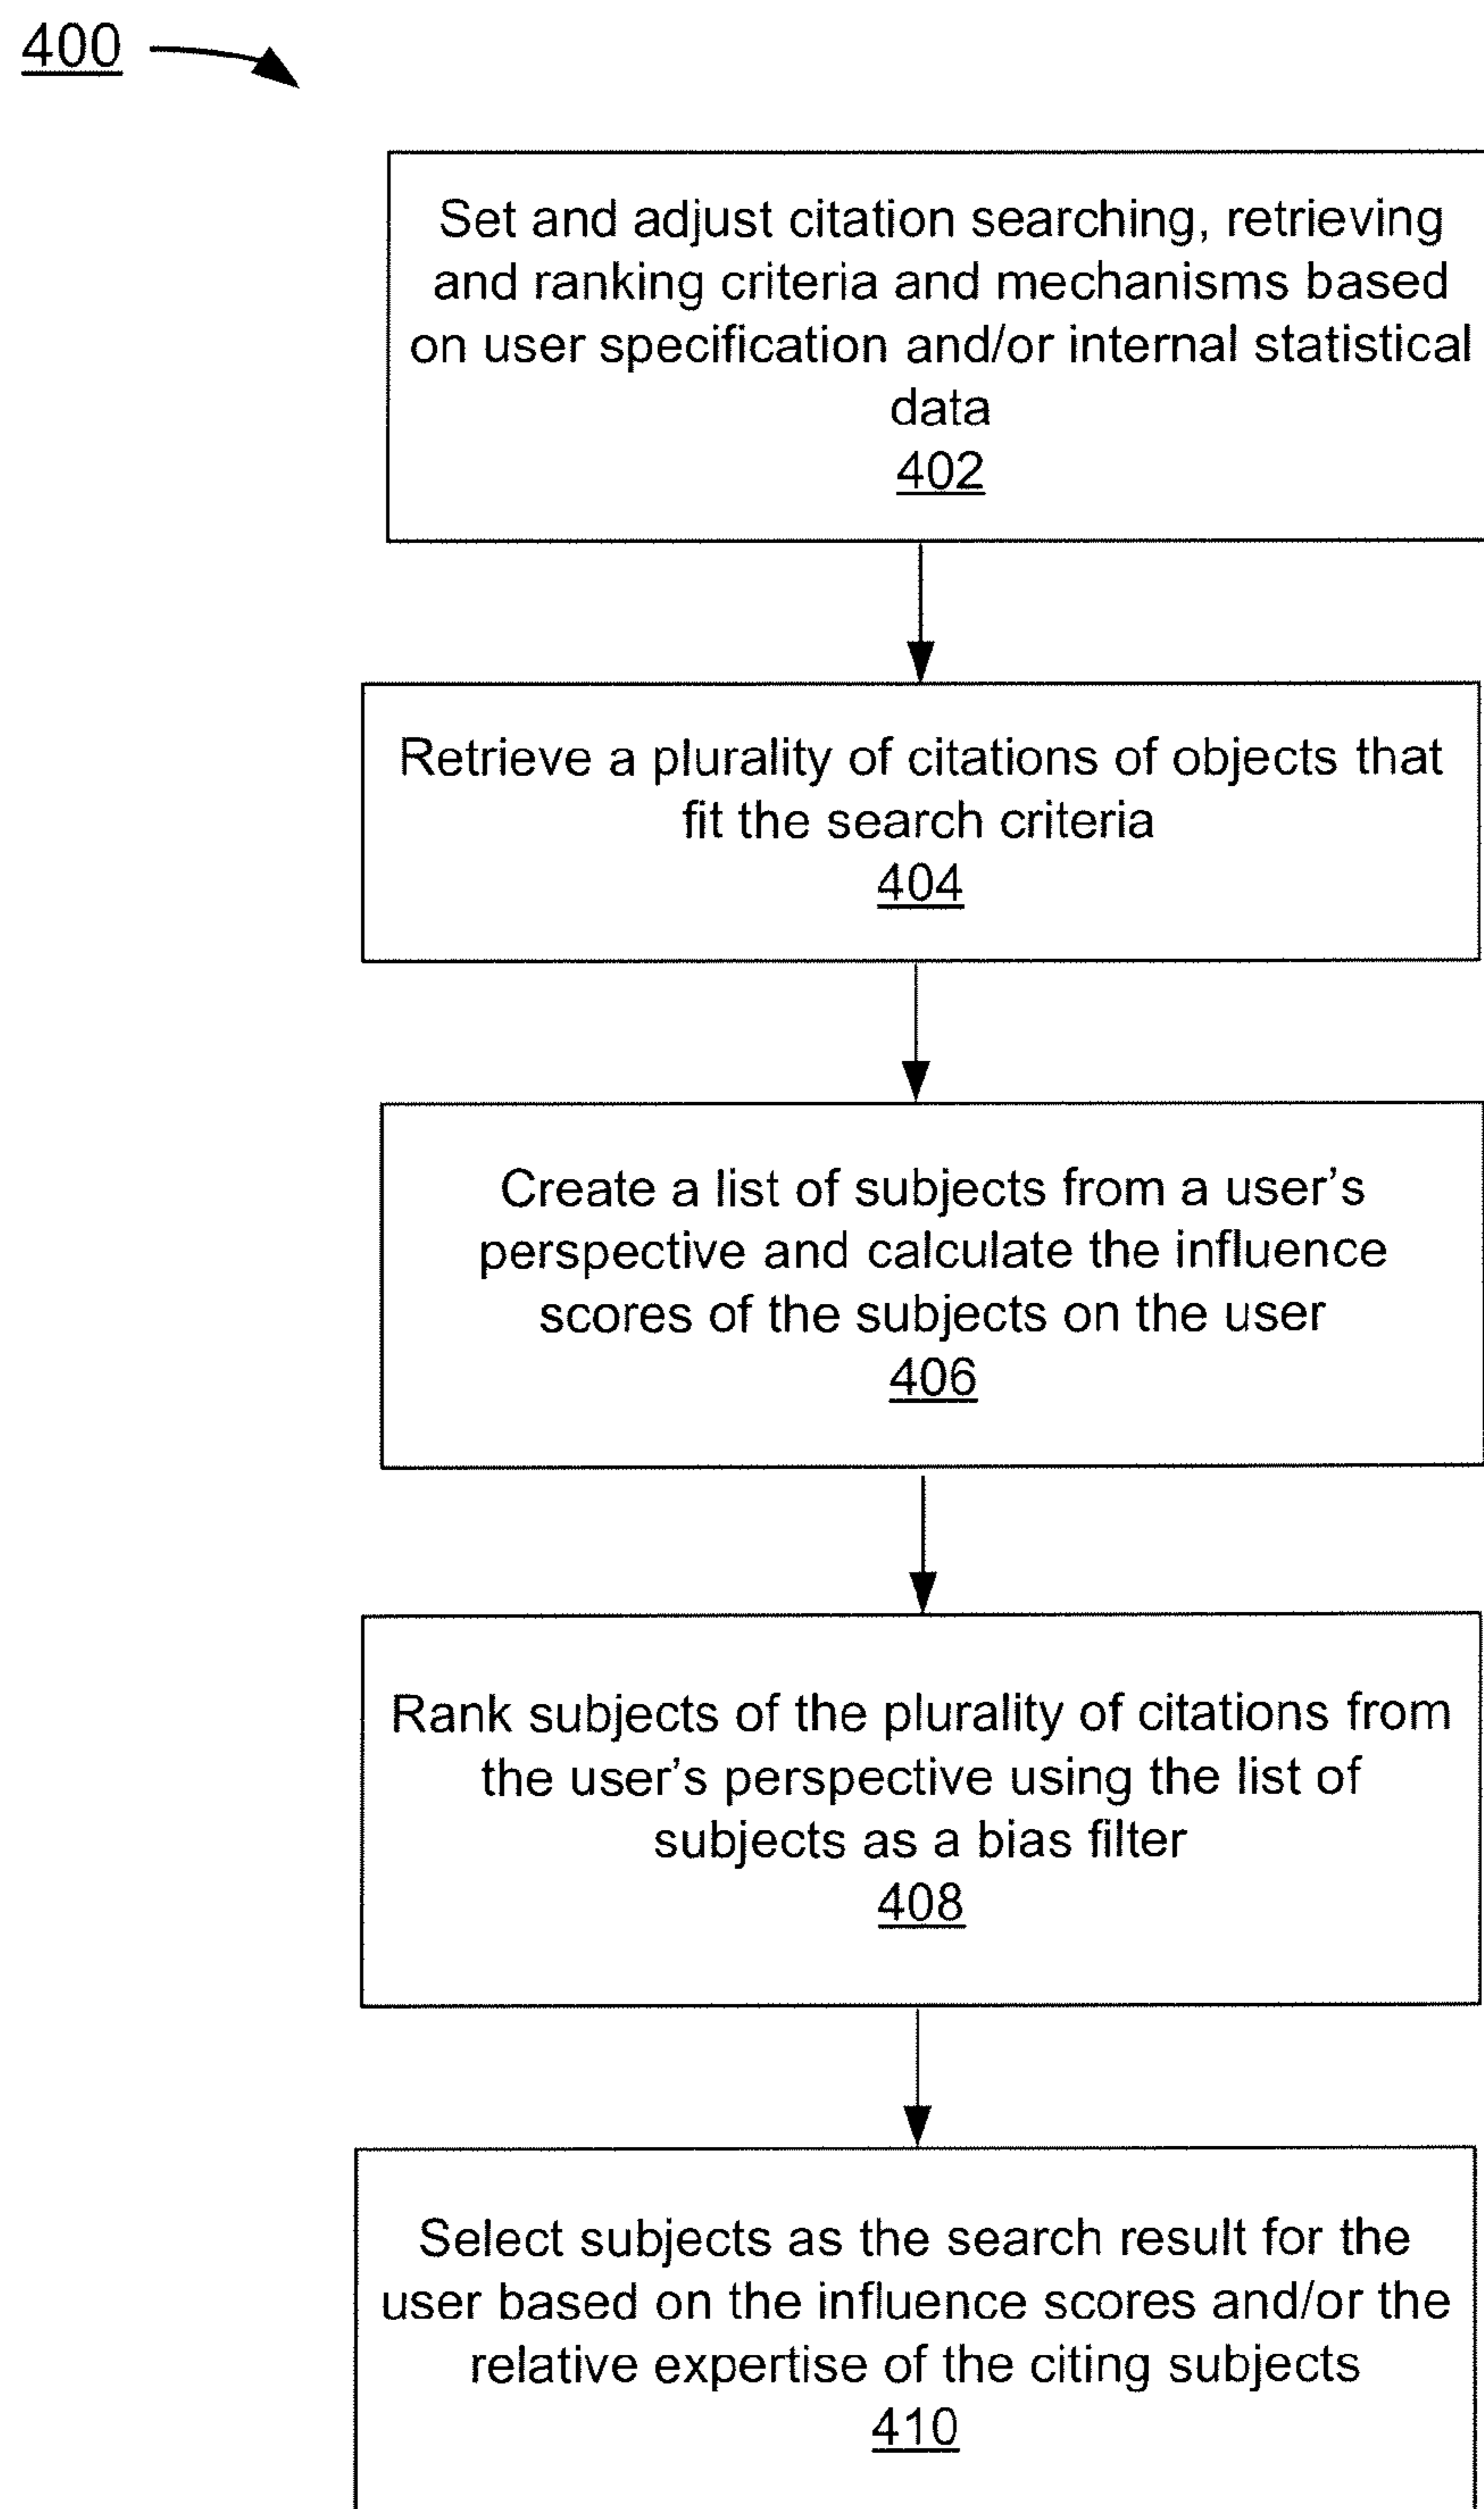 400
Set and adjust citation searching, retrieving
and ranking criteria and mechanisms based
on user specification and/or internal statistical
data
402
Retrieve a plurality of citations of objects that
fit the search criteria
404
Create a list of subjects from a user’s
perspective and calculate the influence
scores of the subjects on the user
406
Rank subjects of the plurality of citations from
the user’s perspective using the list of
subjects as a bias filter
408
Select subjects as the search result for the
user based on the influence scores and/or the
relative expertise of the citing subjects
410